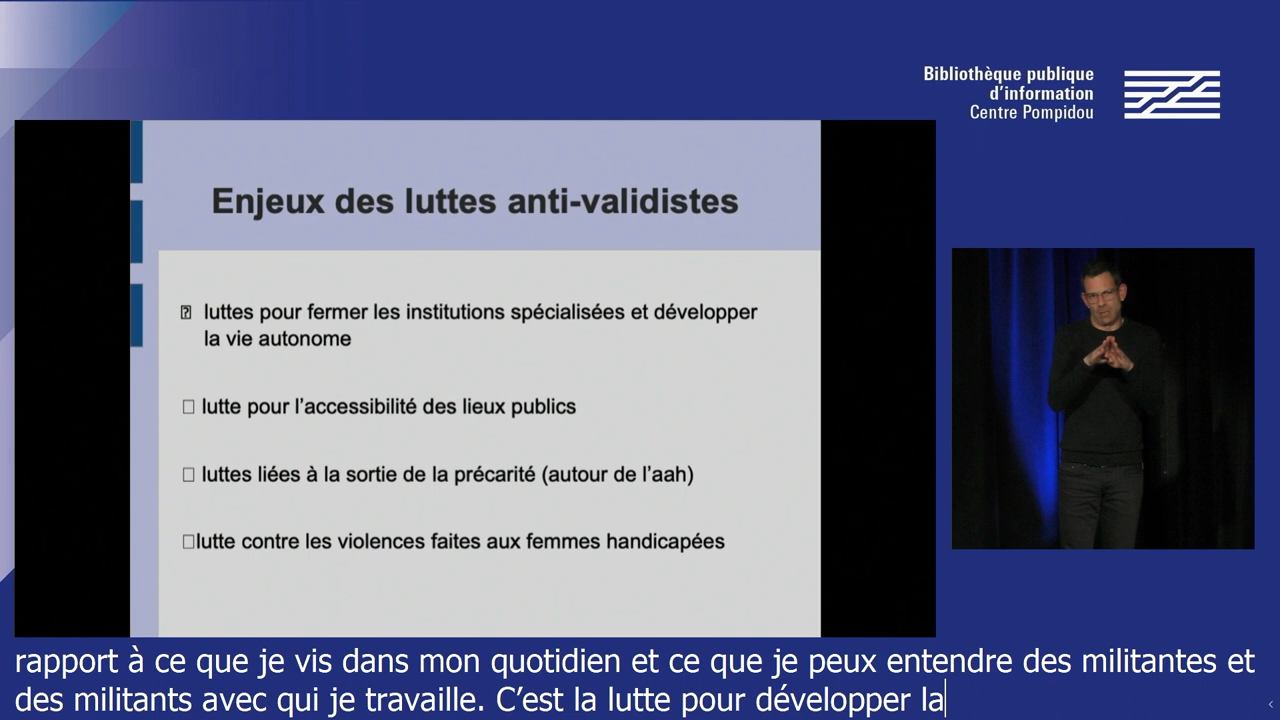 Bibliothèque publique
d'information
Centre Pompidou
Enjeux des luttes anti-validistes
luttes pour fermer les institutions spécialisées et développer
la vie autonome
lutte pour l'accessibilité des lieux publics
luttes liées à la sortie de la précarité (autour de l'aah)
lutte contre les violences faites aux femmes handicapées
rapport à ce que je vis dans mon quotidien et ce que je peux entendre des militantes et
des militants avec qui je travaille. C'est la lutte pour développer la